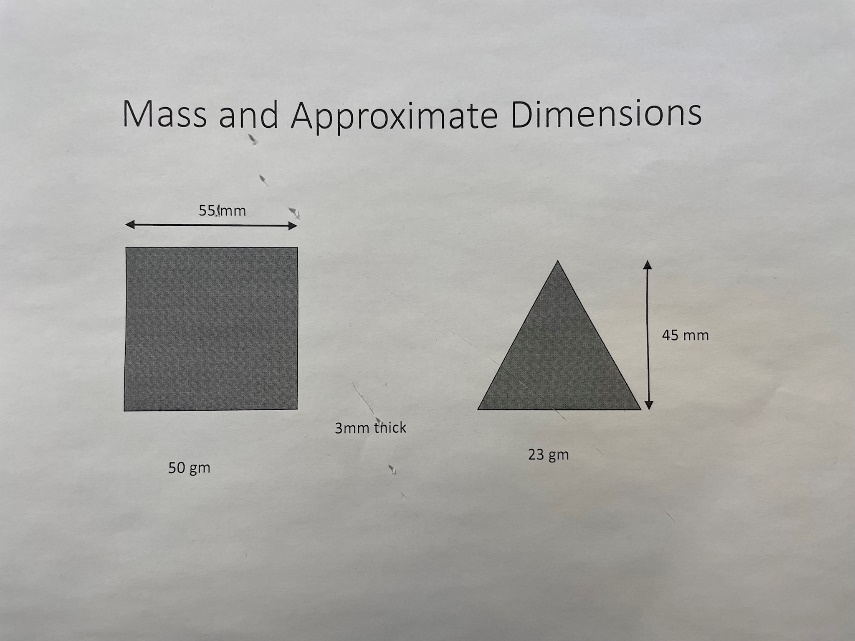 Mass and Approximate Dimensions
55mm
45 mm
3mm thick
50 gm
23 gm